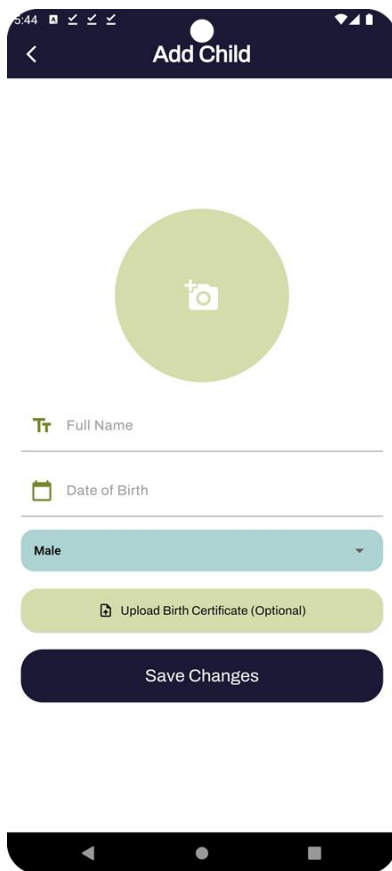 5:44
Add Child
Full Name
Date of Birth
Male
Upload Birth Certificate (Optional)
Save Changes